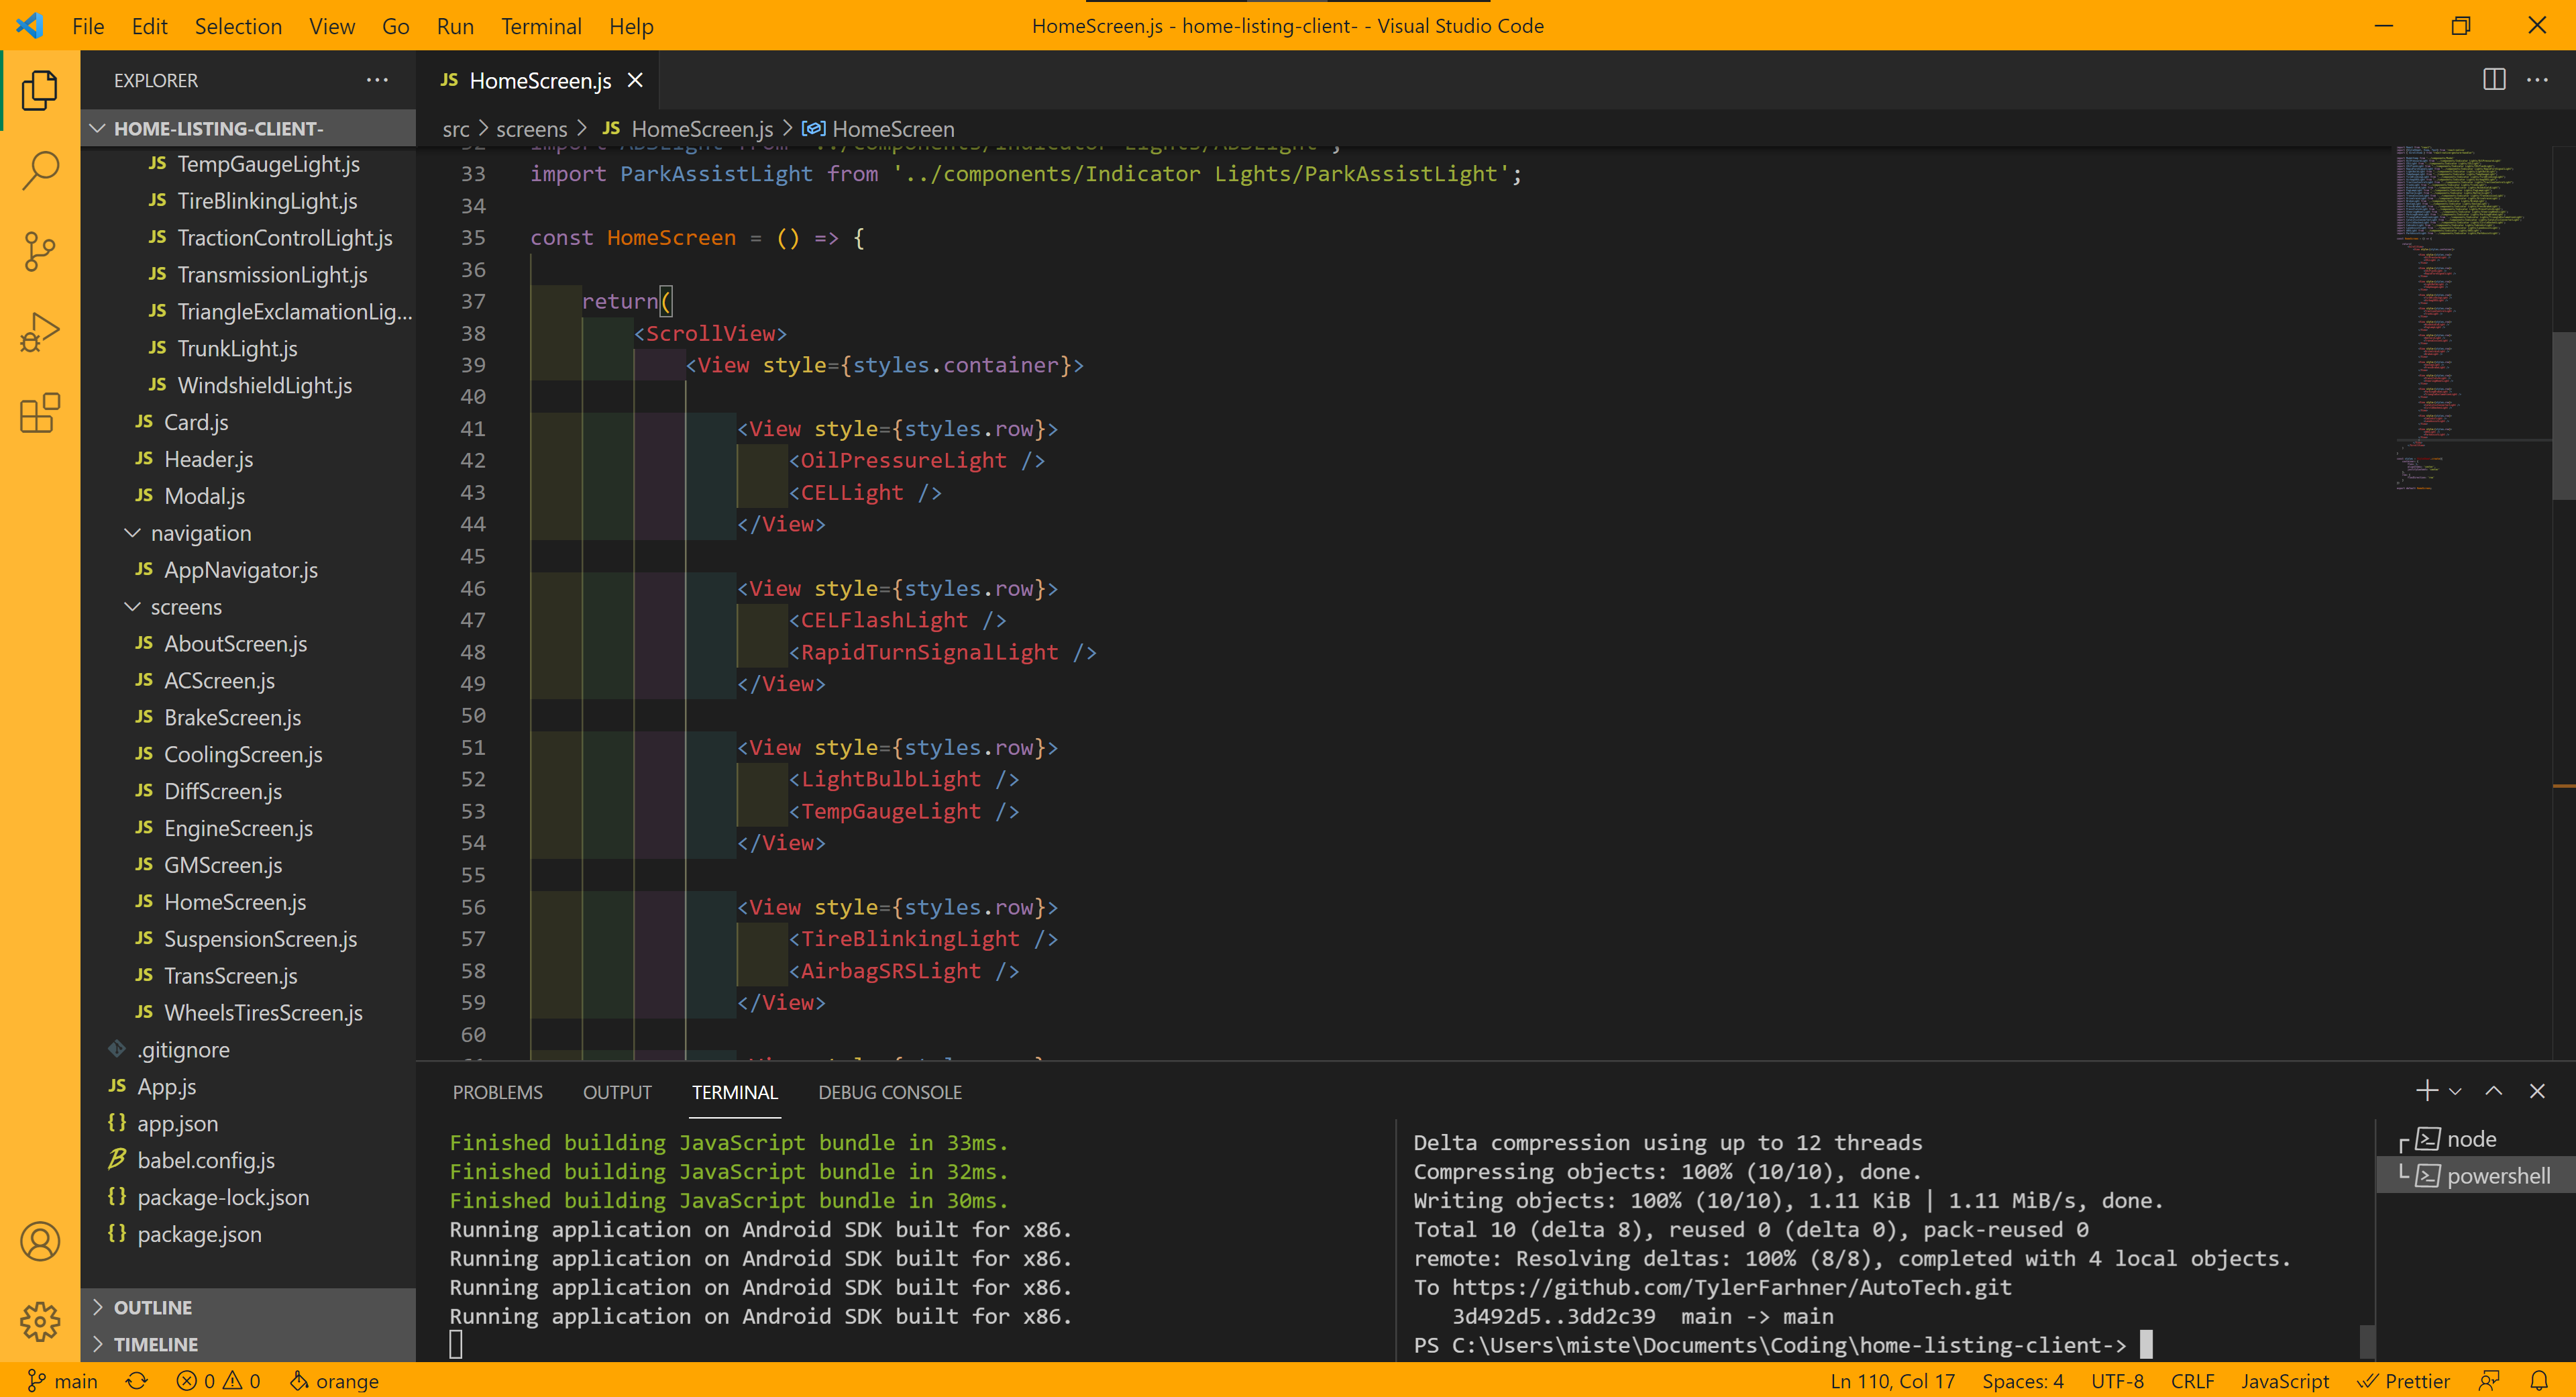 File Edit Selection View Go Run Terminal Help
HomeScreen.js - home-listing-client- - Visual Studio Code
EXPLORER
HOME-LISTING-CLIENT-
JS TempGaugeLight.js
JS TireBlinkingLight.js
JS TractionControlLight.js
JS TransmissionLight.js
JS TriangleExclamationLig...
JS TrunkLight.js
JS WindshieldLight.js
JS Card.js
JS Header.js
JS Modal.js
navigation
JS AppNavigator.js
screens
JS AboutScreen.js
JS ACScreen.js
JS BrakeScreen.js
JS CoolingScreen.js
JS DiffScreen.js
JS EngineScreen.js
JS GMScreen.js
JS HomeScreen.js
JS SuspensionScreen.js
JS TransScreen.js
JS WheelsTiresScreen.js
.gitignore
JS App.js
{} app.json
babel.config.js
{} package-lock.json
{} package.json
OUTLINE
TIMELINE
JS HomeScreen.js
src > screens > JS HomeScreen.js > HomeScreen
32 import ABSLight from '../components/Indicator Lights/ABSLight';
33 import ParkAssistLight from '../components/Indicator Lights/ParkAssistLight';
34
35 const HomeScreen = () => {
36
37 return(
38 <ScrollView>
39 <View style={styles.container}>
40
41 <View style={styles.row}>
42 <OilPressureLight />
43 <CELLight />
44 </View>
45
46 <View style={styles.row}>
47 <CELFlashLight />
48 <RapidTurnSignalLight />
49 </View>
50
51 <View style={styles.row}>
52 <LightBulbLight />
53 <TempGaugeLight />
54 </View>
55
56 <View style={styles.row}>
57 <TireBlinkingLight />
58 <AirbagSRSLight />
59 </View>
60
PROBLEMS OUTPUT TERMINAL DEBUG CONSOLE
Finished building JavaScript bundle in 33ms.
Finished building JavaScript bundle in 32ms.
Finished building JavaScript bundle in 30ms.
Running application on Android SDK built for x86.
Running application on Android SDK built for x86.
Running application on Android SDK built for x86.
Running application on Android SDK built for x86.
Delta compression using up to 12 threads
Compressing objects: 100% (10/10), done.
Writing objects: 100% (10/10), 1.11 KiB | 1.11 MiB/s, done.
Total 10 (delta 8), reused 0 (delta 0), pack-reused 0
remote: Resolving deltas: 100% (8/8), completed with 4 local objects.
To https://github.com/TylerFarhner/AutoTech.git
3d492d5..3dd2c39 main -> main
PS C:\Users\miste\Documents\Coding\home-listing-client->
node
powershell
main 0 0 orange
Ln 110, Col 17 Spaces: 4 UTF-8 CRLF JavaScript Prettier